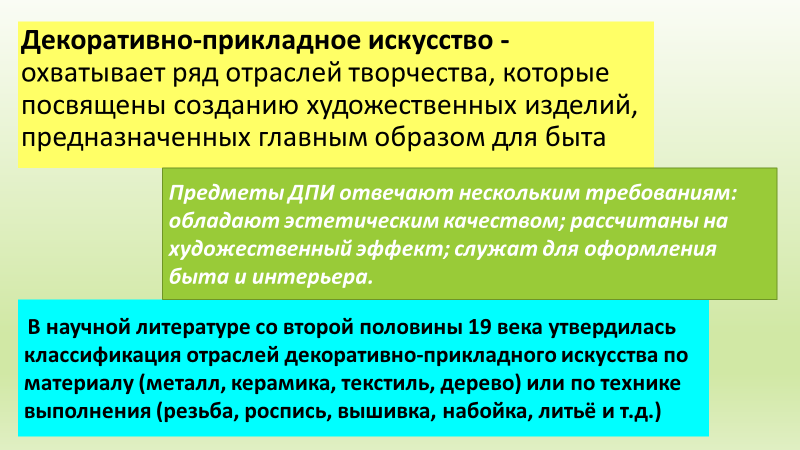 Декоративно-прикладное искусство -
охватывает ряд отраслей творчества, которые
посвящены созданию художественных изделий,
предназначенных главным образом для быта
Предметы ДПИ отвечают нескольким требованиям:
обладают эстетическим качеством; рассчитаны на
художественный эффект; служат для оформления
быта и интерьера.
В научной литературе со второй половины 19 века утвердилась
классификация отраслей декоративно-прикладного искусства по
материалу (металл, керамика, текстиль, дерево) или по технике
выполнения (резьба, роспись, вышивка, набойка, литьё и т.д.)